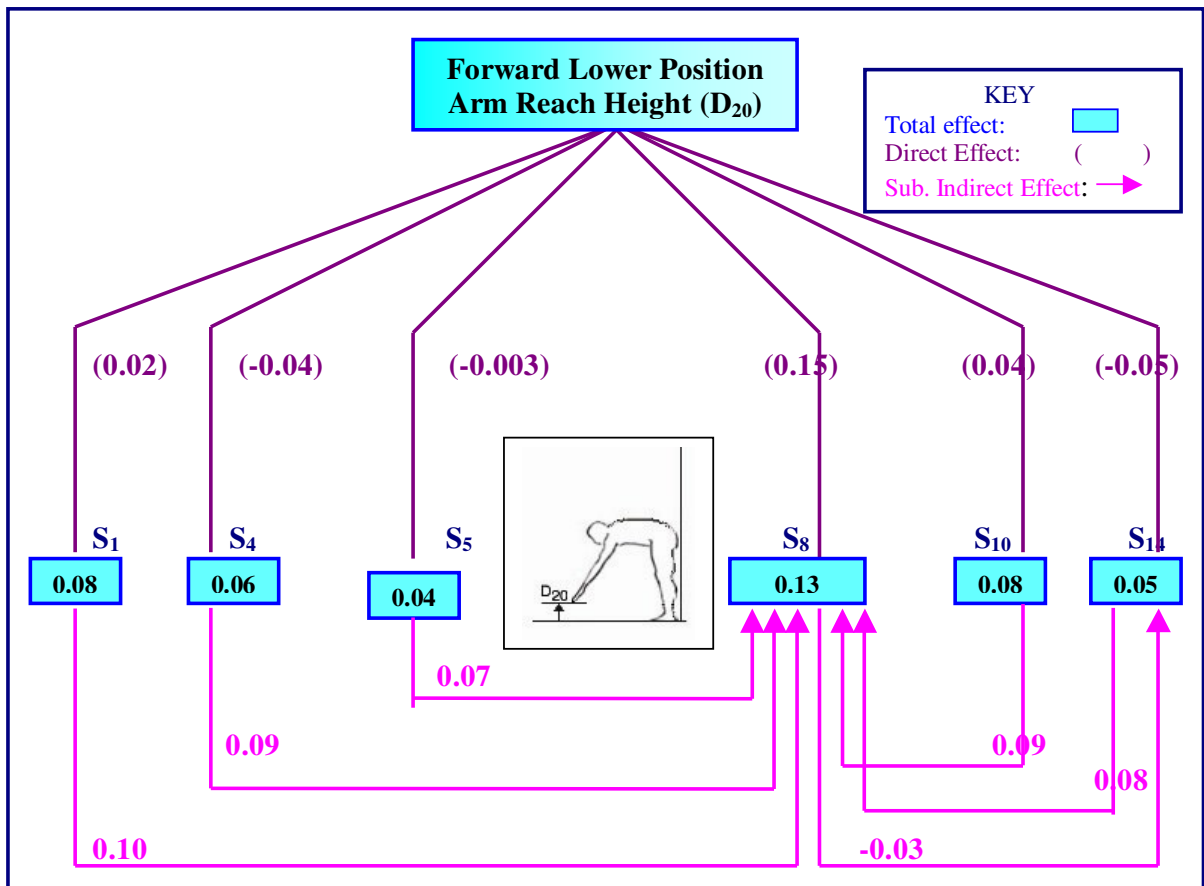 Forward Lower Position
Arm Reach Height (D₂₀)
KEY
Total effect:
Direct Effect: ( )
Sub. Indirect Effect:
(0.02) (-0.04) (-0.003) (0.15) (0.04) (-0.05)
S₁ S₄ S₅ S₈ S₁₀ S₁₄
0.08 0.06 0.04 0.13 0.08 0.05
D₂₀
0.07
0.09 0.09
0.08
0.10 -0.03